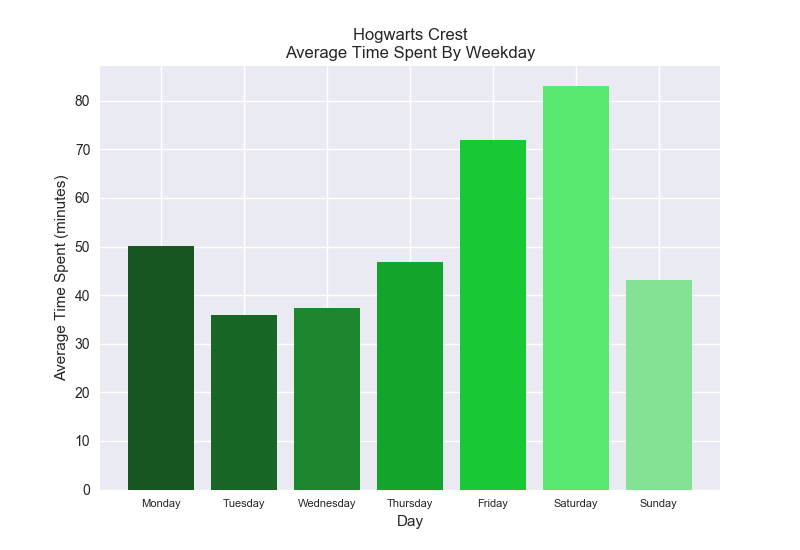 Hogwarts Crest
Average Time Spent By Weekday
Average Time Spent (minutes)
80
70
60
50
40
30
20
10
0
Monday Tuesday Wednesday Thursday Friday Saturday Sunday
Day